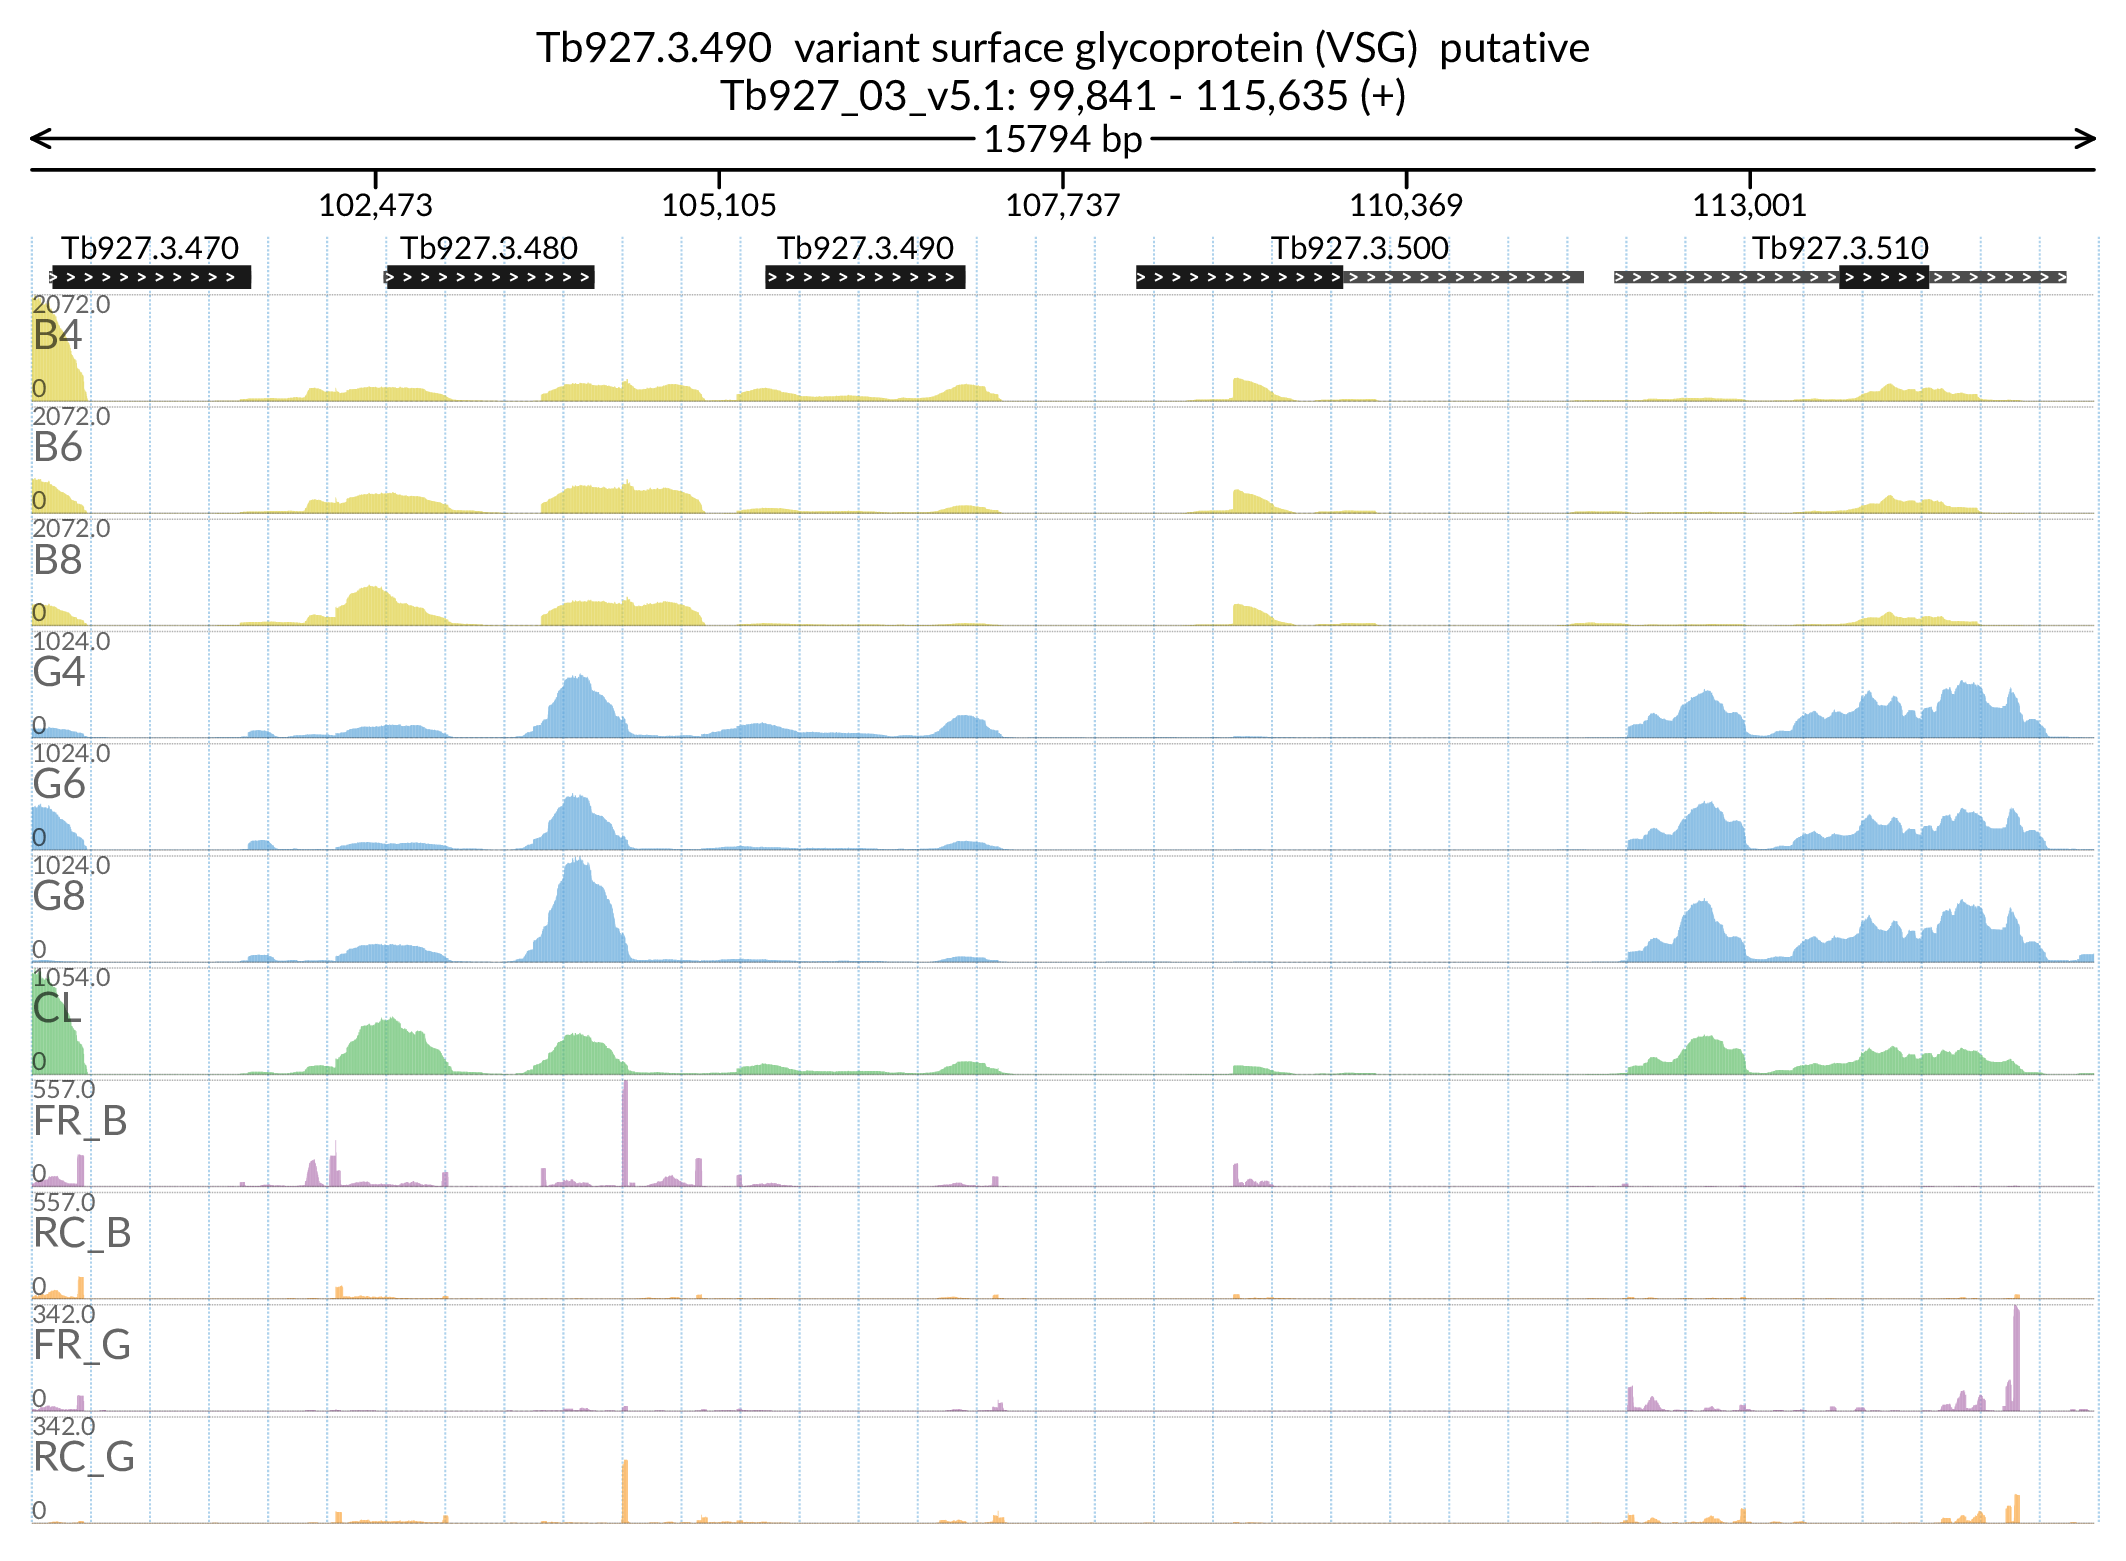 Tb927.3.490 variant surface glycoprotein (VSG) putative
Tb927_03_v5.1: 99,841 - 115,635 (+)
15794 bp
102,473 105,105 107,737 110,369 113,001
Tb927.3.470 Tb927.3.480 Tb927.3.490 Tb927.3.500 Tb927.3.510
2072.0
B4
0
2072.0
B6
0
2072.0
B8
0
1024.0
G4
0
1024.0
G6
0
1024.0
G8
0
1054.0
CL
0
557.0
FR_B
0
557.0
RC_B
0
342.0
FR_G
0
342.0
RC_G
0